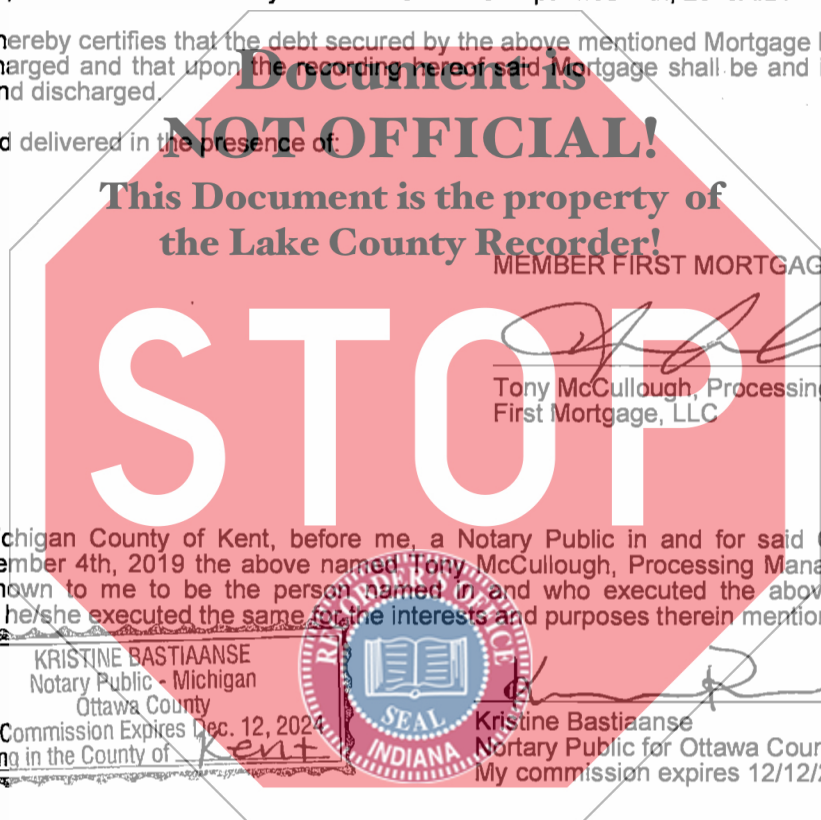 hereby certifies that the debt secured by the above mentioned Mortgage
harged and that upon the recording hereof said Mortgage shall be and
nd discharged.
Document is
d delivered in the presence of:
NOT OFFICIAL!
This Document is the property of
the Lake County Recorder!
MEMBER FIRST MORTGAG
STOP
Tony McCullough, Processing
First Mortgage, LLC
chigan County of Kent, before me, a Notary Public in and for said
ember 4th, 2019 the above named Tony McCullough, Processing Mana
nown to me to be the person named in and who executed the abov
he/she executed the same for the interests and purposes therein mentio
RECORDER'S OFFICE
SEAL
INDIANA
KRISTINE BASTIAANSE
Notary Public - Michigan
Ottawa County
Commission Expires Dec. 12, 2024
ng in the County of Kent
Kristine Bastiaanse
Nortary Public for Ottawa Coun
My commission expires 12/12/